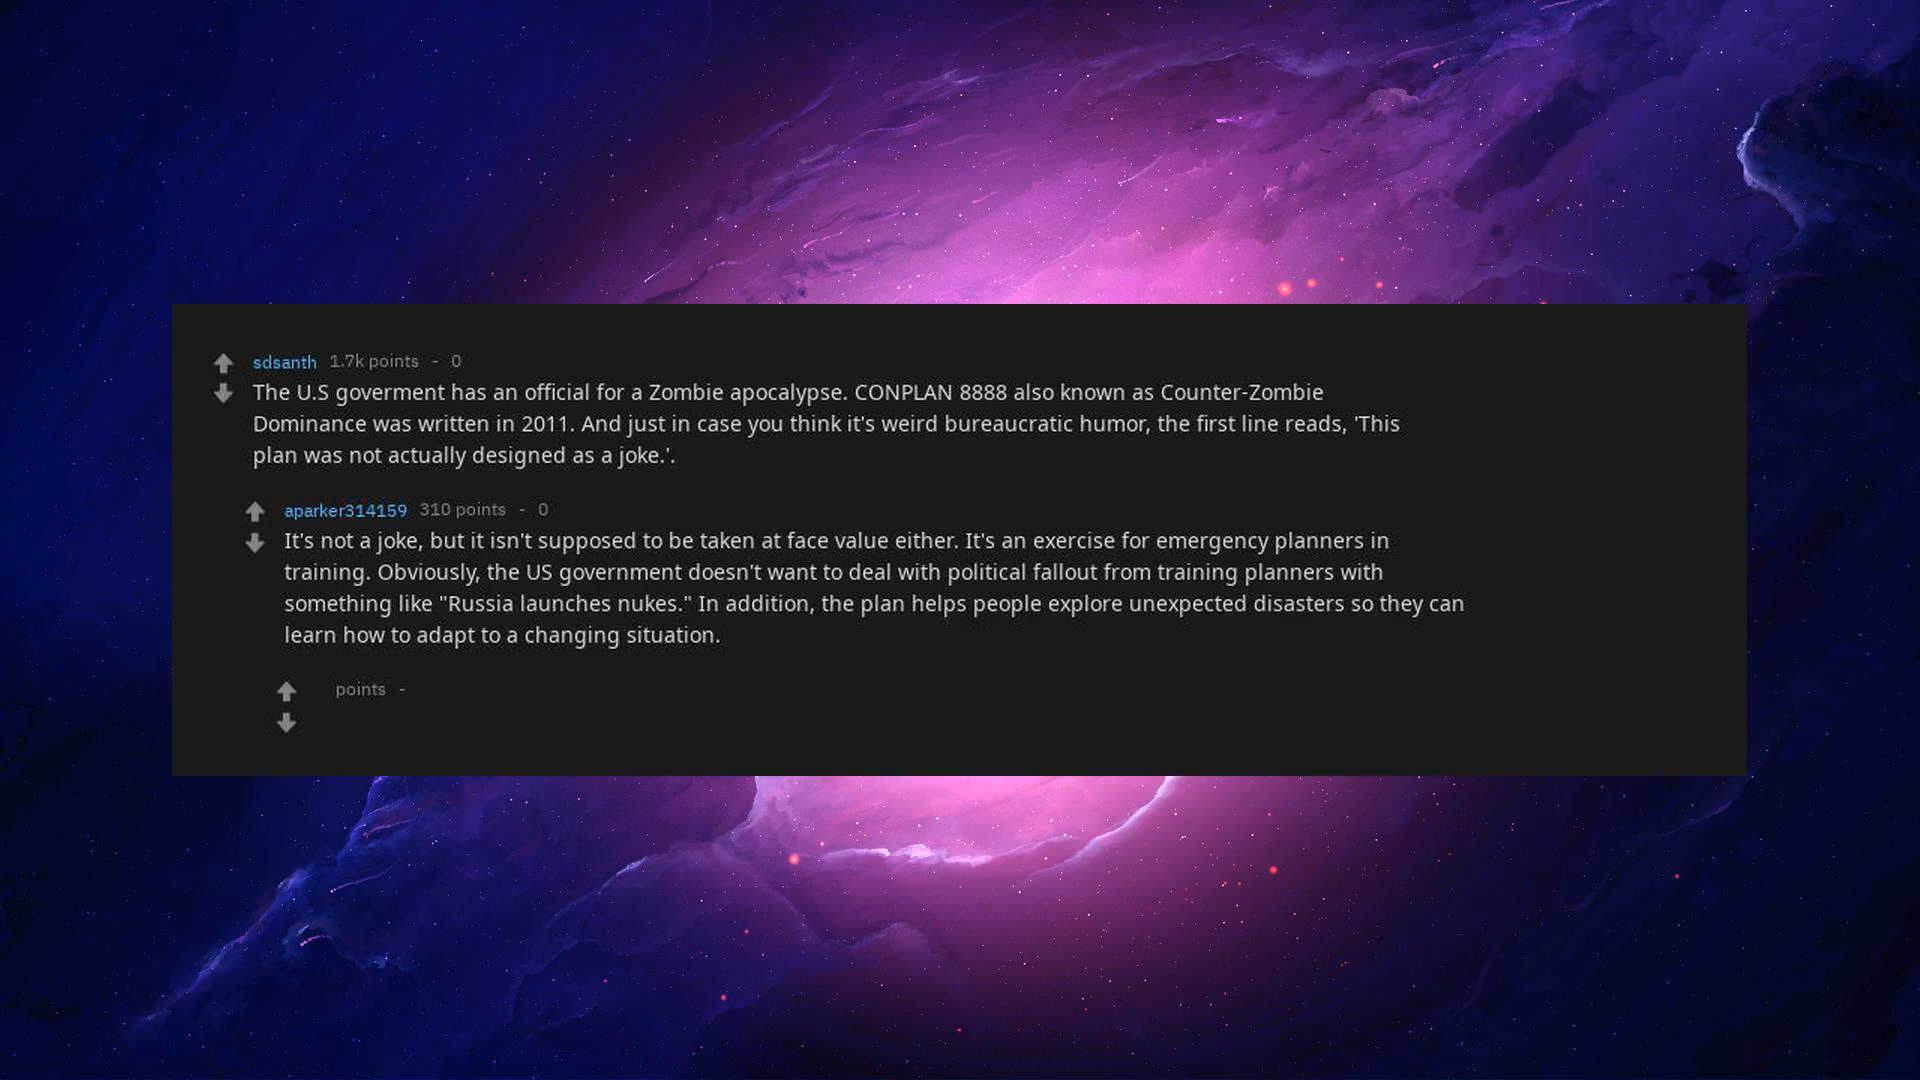 sdsanth 1.7k points - 0
The U.S goverment has an official for a Zombie apocalypse. CONPLAN 8888 also known as Counter-Zombie
Dominance was written in 2011. And just in case you think it's weird bureaucratic humor, the first line reads, 'This
plan was not actually designed as a joke.'.
aparker314159 310 points - 0
It's not a joke, but it isn't supposed to be taken at face value either. It's an exercise for emergency planners in
training. Obviously, the US government doesn't want to deal with political fallout from training planners with
something like "Russia launches nukes." In addition, the plan helps people explore unexpected disasters so they can
learn how to adapt to a changing situation.
points -